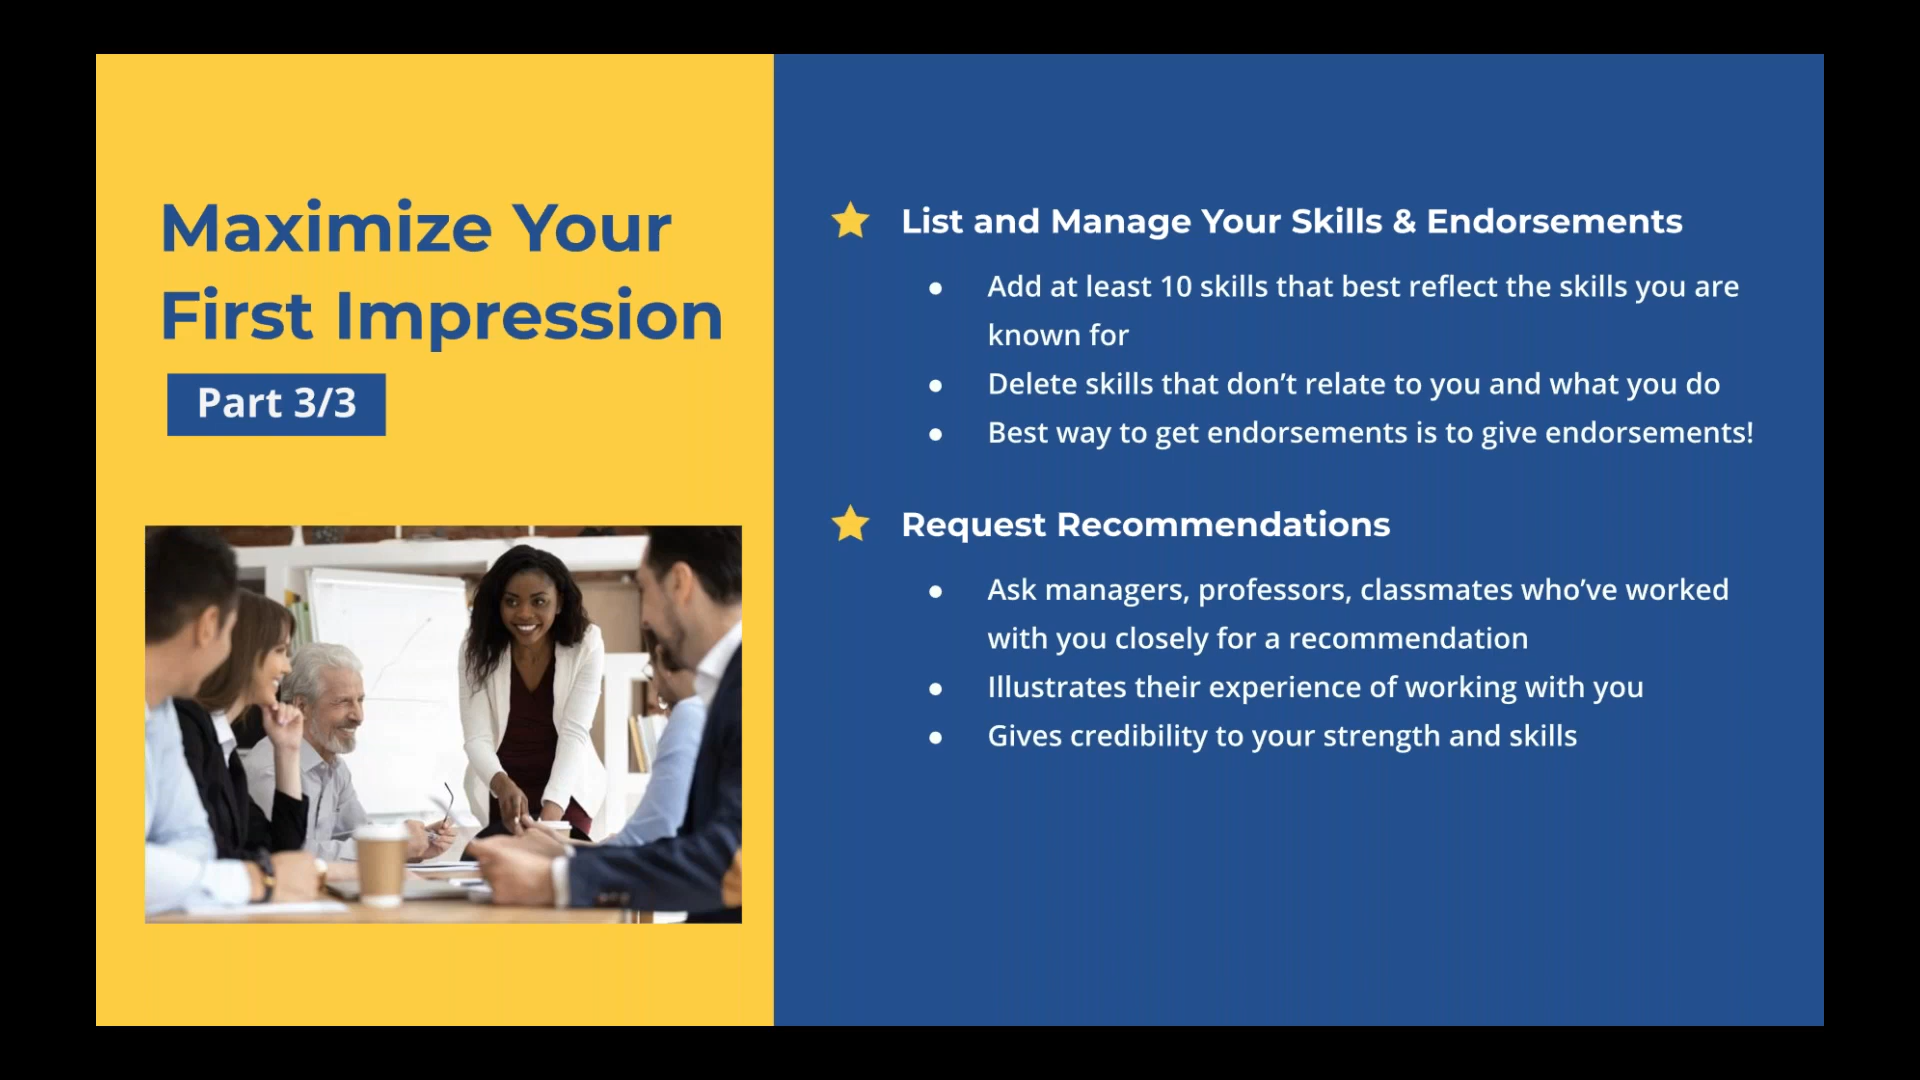 Maximize Your
First Impression
Part 3/3
List and Manage Your Skills & Endorsements
● Add at least 10 skills that best reflect the skills you are
known for
● Delete skills that don’t relate to you and what you do
● Best way to get endorsements is to give endorsements!
Request Recommendations
● Ask managers, professors, classmates who’ve worked
with you closely for a recommendation
● Illustrates their experience of working with you
● Gives credibility to your strength and skills